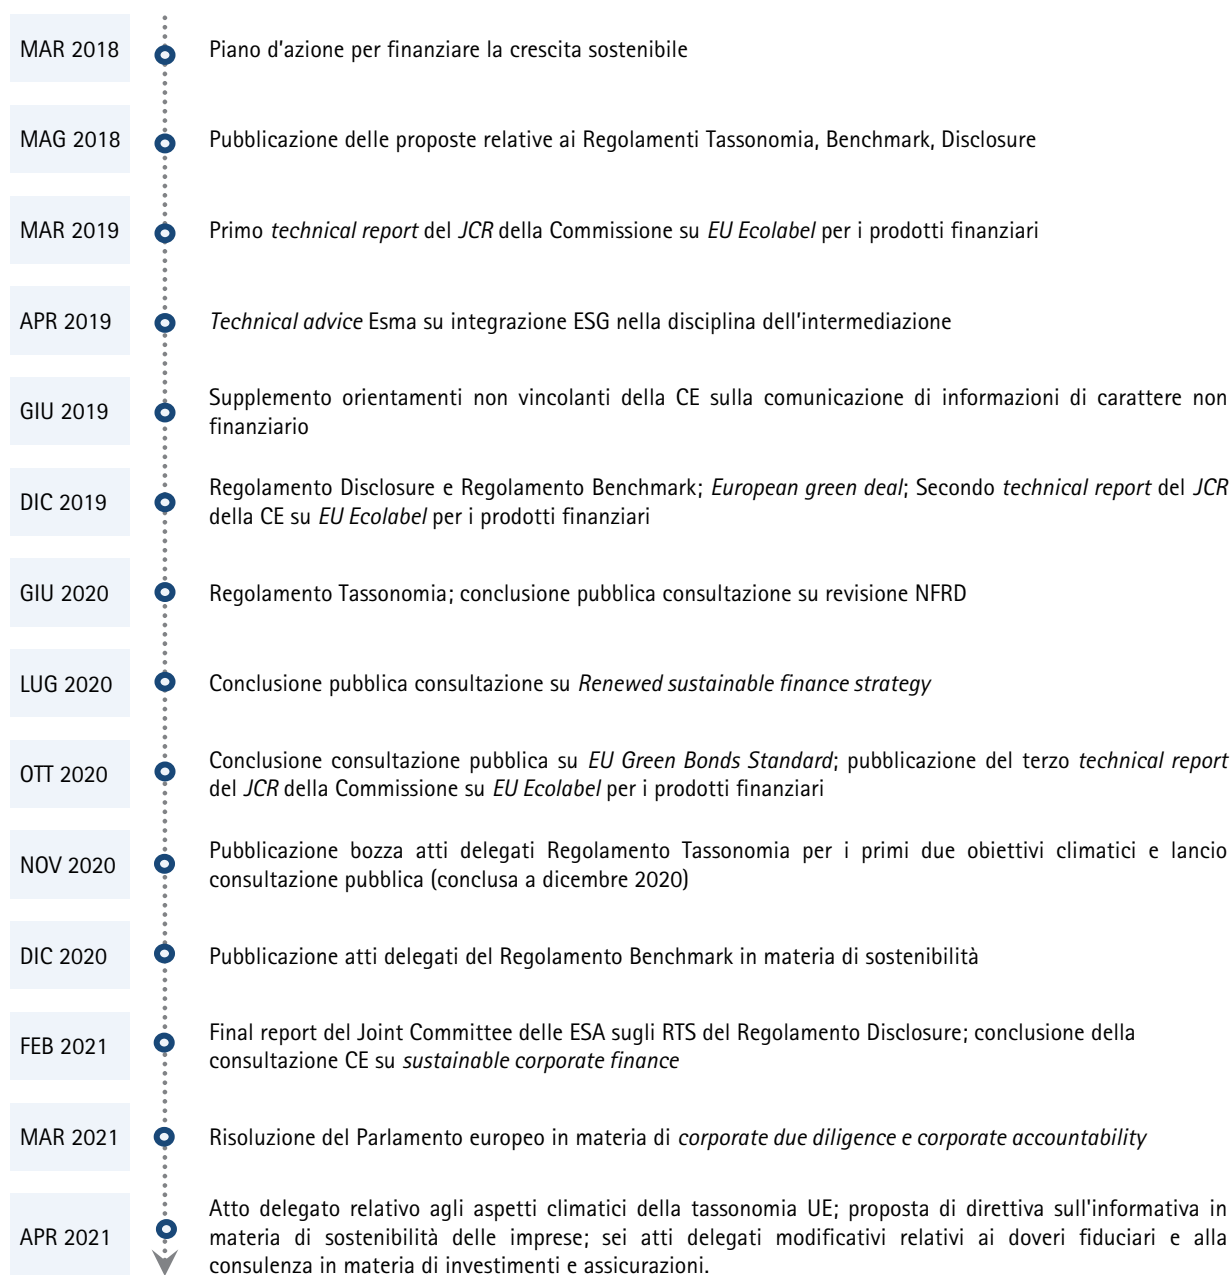 MAR 2018
Piano d'azione per finanziare la crescita sostenibile
MAG 2018
Pubblicazione delle proposte relative ai Regolamenti Tassonomia, Benchmark, Disclosure
MAR 2019
Primo technical report del JCR della Commissione su EU Ecolabel per i prodotti finanziari
APR 2019
Technical advice Esma su integrazione ESG nella disciplina dell'intermediazione
GIU 2019
Supplemento orientamenti non vincolanti della CE sulla comunicazione di informazioni di carattere non
finanziario
DIC 2019
Regolamento Disclosure e Regolamento Benchmark; European green deal; Secondo technical report del JCR
della CE su EU Ecolabel per i prodotti finanziari
GIU 2020
Regolamento Tassonomia; conclusione pubblica consultazione su revisione NFRD
LUG 2020
Conclusione pubblica consultazione su Renewed sustainable finance strategy
OTT 2020
Conclusione consultazione pubblica su EU Green Bonds Standard; pubblicazione del terzo technical report
del JCR della Commissione su EU Ecolabel per i prodotti finanziari
NOV 2020
Pubblicazione bozza atti delegati Regolamento Tassonomia per i primi due obiettivi climatici e lancio
consultazione pubblica (conclusa a dicembre 2020)
DIC 2020
Pubblicazione atti delegati del Regolamento Benchmark in materia di sostenibilità
FEB 2021
Final report del Joint Committee delle ESA sugli RTS del Regolamento Disclosure; conclusione della
consultazione CE su sustainable corporate finance
MAR 2021
Risoluzione del Parlamento europeo in materia di corporate due diligence e corporate accountability
APR 2021
Atto delegato relativo agli aspetti climatici della tassonomia UE; proposta di direttiva sull'informativa in
materia di sostenibilità delle imprese; sei atti delegati modificativi relativi ai doveri fiduciari e alla
consulenza in materia di investimenti e assicurazioni.